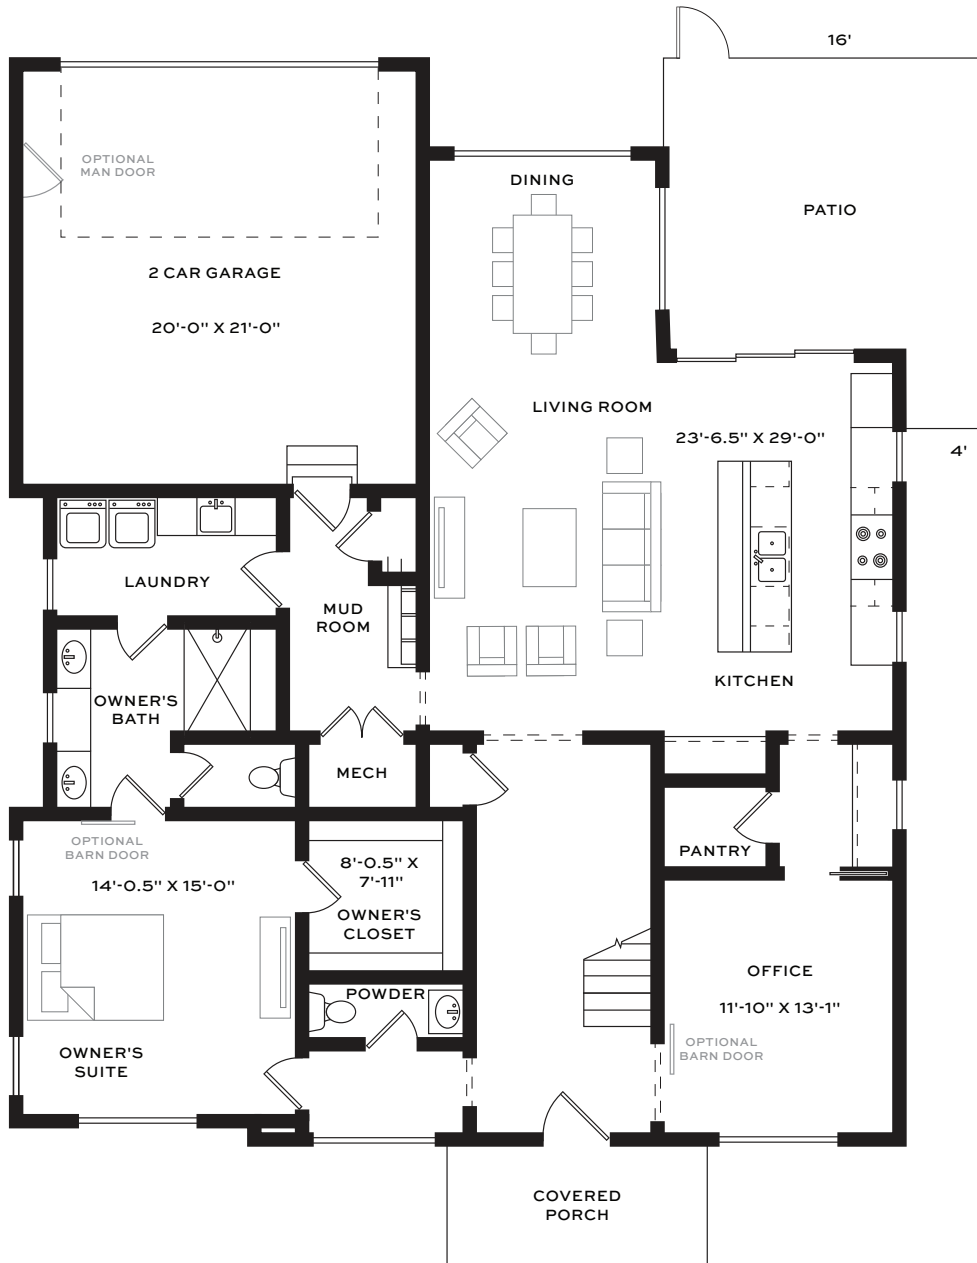 16'
OPTIONAL
MAN DOOR
DINING
PATIO
2 CAR GARAGE
20'-0" X 21'-0"
LIVING ROOM
23'-6.5" X 29'-0"
4'
LAUNDRY
MUD
ROOM
KITCHEN
OWNER'S
BATH
MECH
OPTIONAL
BARN DOOR
14'-0.5" X 15'-0"
8'-0.5" X
7'-11"
OWNER'S
CLOSET
PANTRY
OFFICE
11'-10" X 13'-1"
POWDER
OPTIONAL
BARN DOOR
OWNER'S
SUITE
COVERED
PORCH